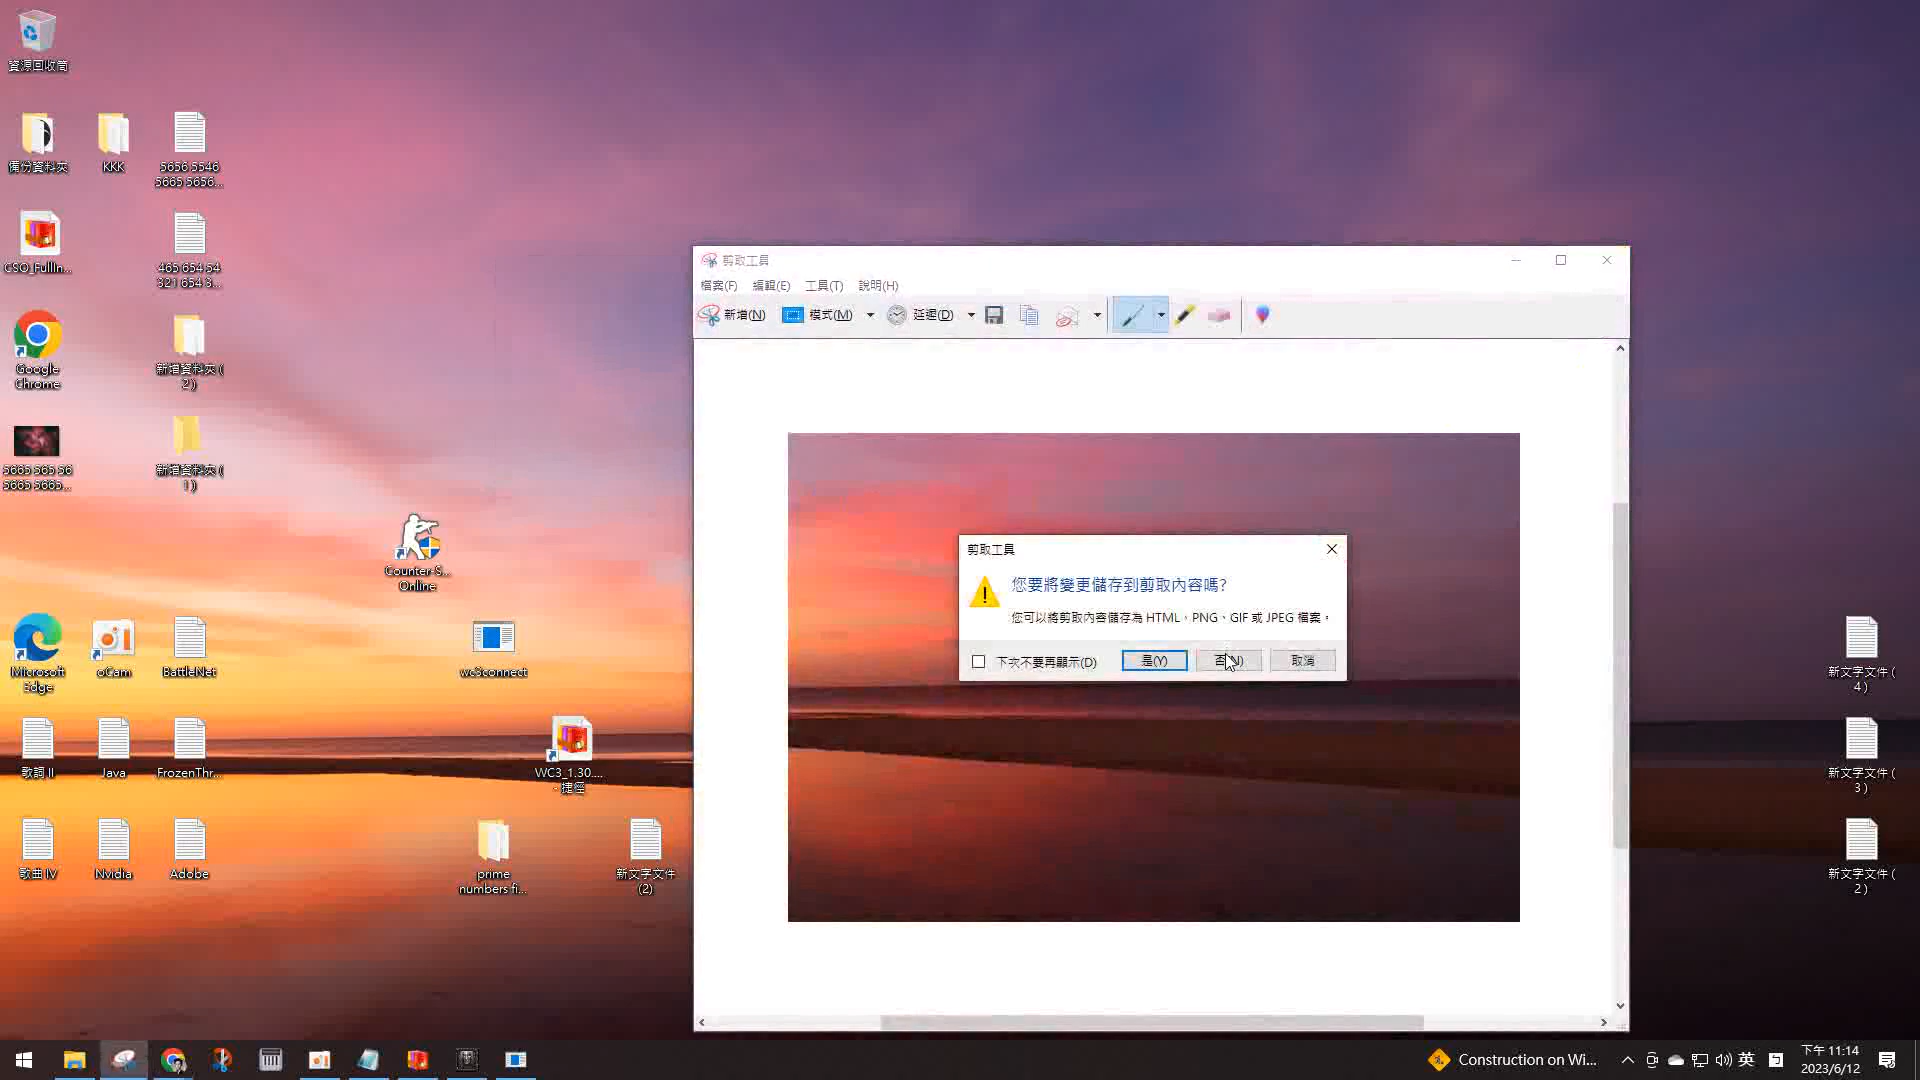 資源回收筒
備份資料夾
KKK
5656 5546
5665 5656...
CSO_FullIn...
465 654 54
321 654 3...
Google
Chrome
新增資料夾 (
2 )
5665 565 56
5665 5665...
新增資料夾 (
1 )
Counter-S...
Online
Microsoft
Edge
oCam
BattleNet
wc3connect
歌詞 II
Java
FrozenThr...
WC3_1.30....
- 捷徑
歌曲 IV
Nvidia
Adobe
prime
numbers fi...
新文字文件
(2)
剪取工具
檔案(F)
編輯(E)
工具(T)
說明(H)
新增(N)
模式(M)
延遲(D)
剪取工具
您要將變更儲存到剪取內容嗎?
您可以將剪取內容儲存為 HTML、PNG、GIF 或 JPEG 檔案。
下次不要再顯示(D)
是(Y)
否(N)
取消
新文字文件 (
4 )
新文字文件 (
3 )
新文字文件 (
2 )
Construction on Wi...
英
下午 11:14
2023/6/12